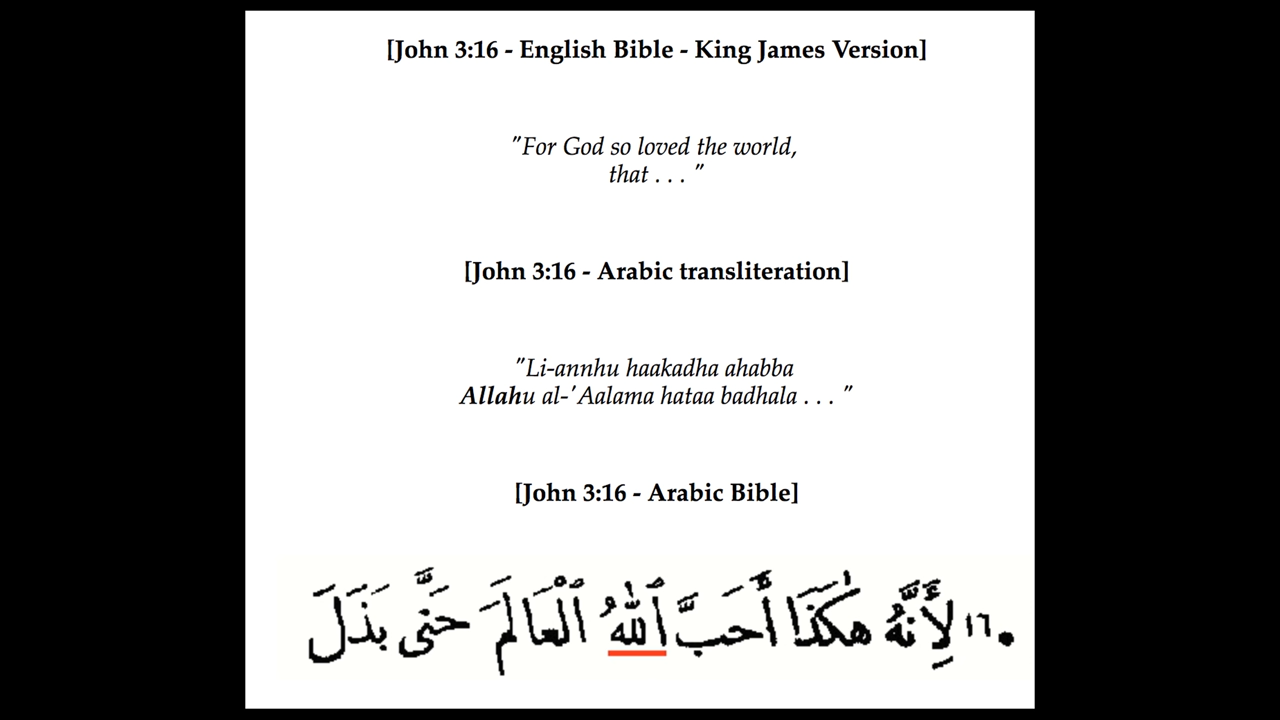 [John 3:16 - English Bible - King James Version]
"For God so loved the world,
that . . . "
[John 3:16 - Arabic transliteration]
"Li-annhu haakadha ahabba
Allahu al-'Aalama hataa badhala . . . "
[John 3:16 - Arabic Bible]
• ١٦ لِأَنَّهُ هٰكَذَا أَحَبَّ ٱللهُ ٱلْعَالَمَ حَتَّى بَذَلَ